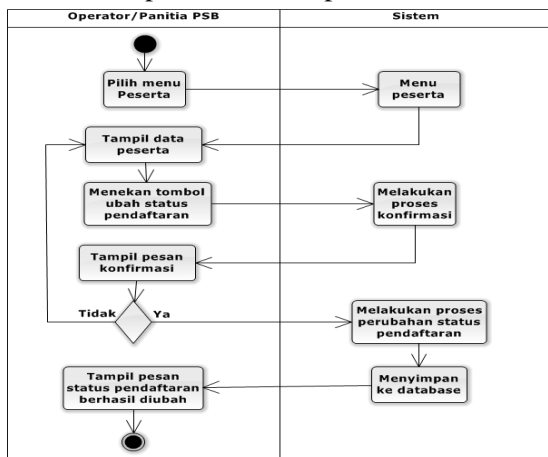 Operator/Panitia PSB
Sistem
Pilih menu
Peserta
Menu
peserta
Tampil data
peserta
Menekan tombol
ubah status
pendaftaran
Melakukan
proses
konfirmasi
Tampil pesan
konfirmasi
Tidak
Ya
Melakukan proses
perubahan status
pendaftaran
Menyimpan
ke database
Tampil pesan
status pendaftaran
berhasil diubah